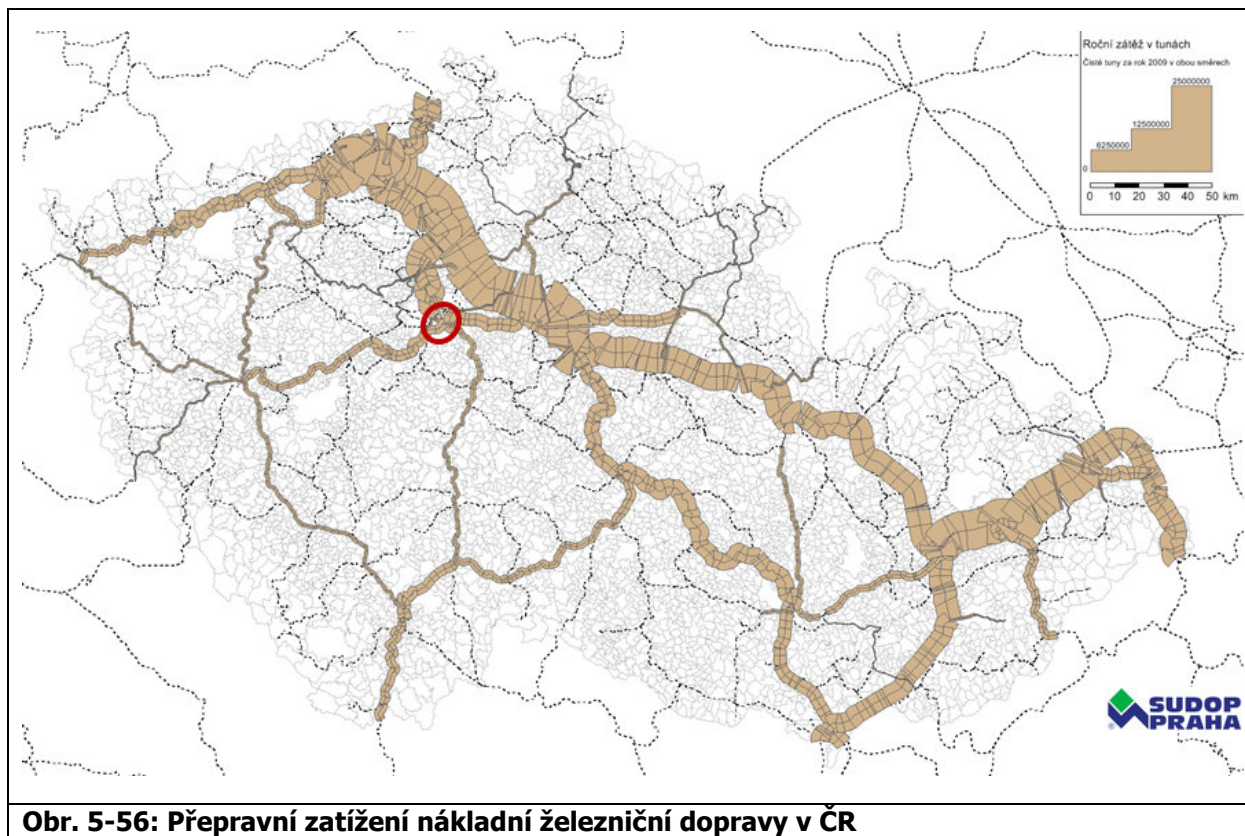 Roční zátěž v tunách
Čisté tuny za rok 2009 v obou směrech
25000000
12500000
6250000
0
0 10 20 30 40 50 km
SUDOP
PRAHA
®
Obr. 5-56: Přepravní zatížení nákladní železniční dopravy v ČR